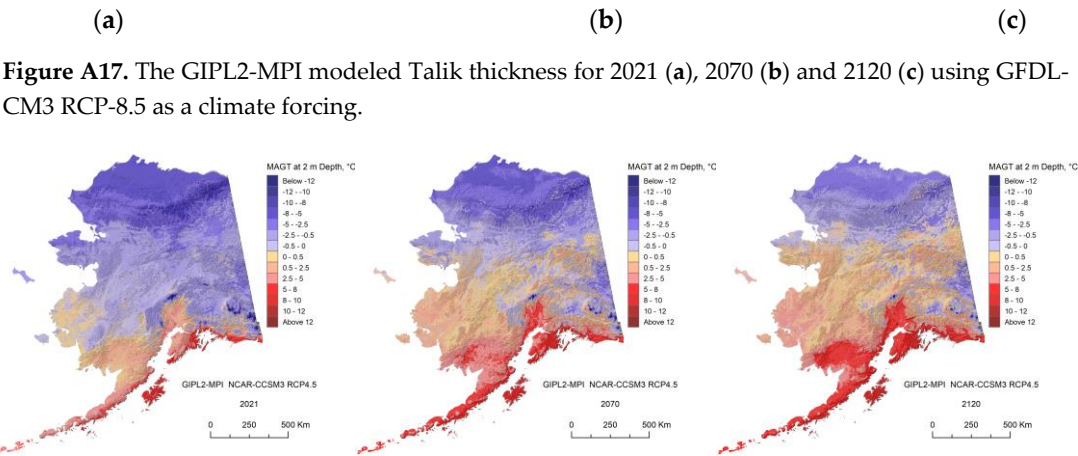 (a) (b) (c)
Figure A17. The GIPL2-MPI modeled Talik thickness for 2021 (a), 2070 (b) and 2120 (c) using GFDL-
CM3 RCP-8.5 as a climate forcing.
MAGT at 2 m Depth, °C
Below -12
-12 - -10
-10 - -8
-8 - -5
-5 - -2.5
-2.5 - -0.5
-0.5 - 0
0 - 0.5
0.5 - 2.5
2.5 - 5
5 - 8
8 - 10
10 - 12
Above 12
GIPL2-MPI NCAR-CCSM3 RCP4.5
2021
0 250 500 Km
MAGT at 2 m Depth, °C
Below -12
-12 - -10
-10 - -8
-8 - -5
-5 - -2.5
-2.5 - -0.5
-0.5 - 0
0 - 0.5
0.5 - 2.5
2.5 - 5
5 - 8
8 - 10
10 - 12
Above 12
GIPL2-MPI NCAR-CCSM3 RCP4.5
2070
0 250 500 Km
MAGT at 2 m Depth, °C
Below -12
-12 - -10
-10 - -8
-8 - -5
-5 - -2.5
-2.5 - -0.5
-0.5 - 0
0 - 0.5
0.5 - 2.5
2.5 - 5
5 - 8
8 - 10
10 - 12
Above 12
GIPL2-MPI NCAR-CCSM3 RCP4.5
2120
0 250 500 Km